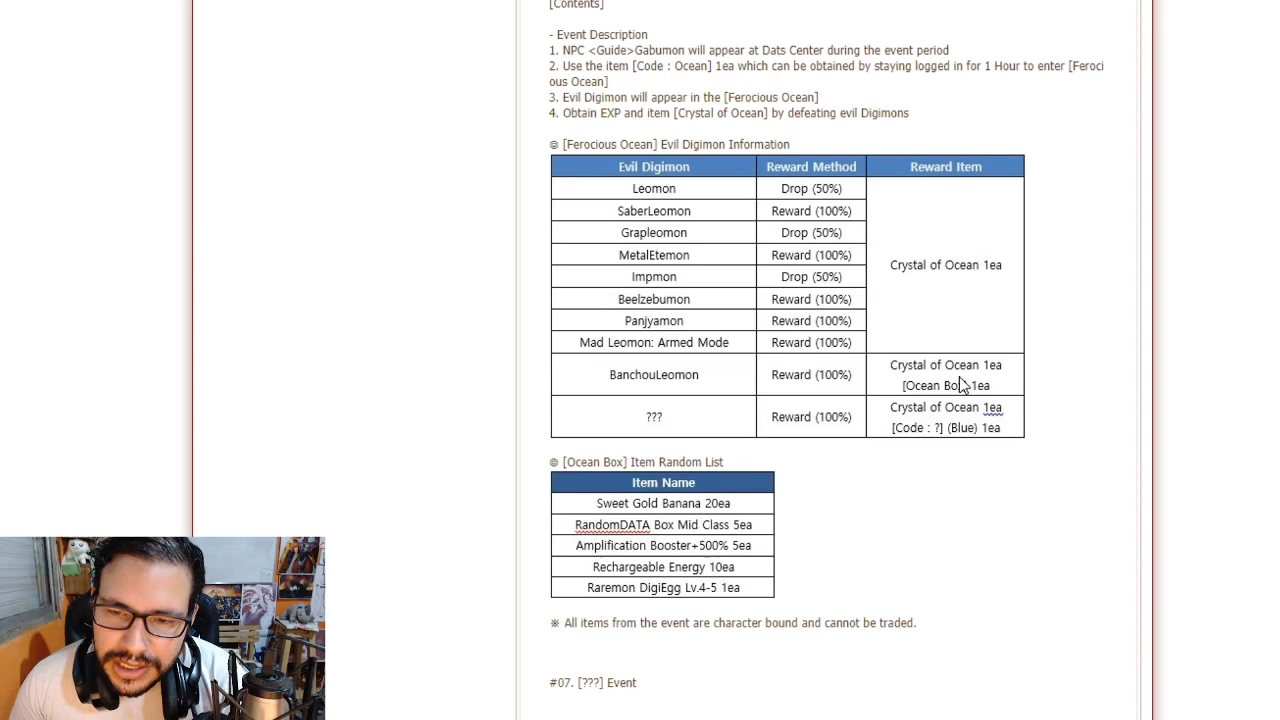 [Contents]
- Event Description
1. NPC <Guide>Gabumon will appear at Dats Center during the event period
2. Use the item [Code : Ocean] 1ea which can be obtained by staying logged in for 1 Hour to enter [Feroci
ous Ocean]
3. Evil Digimon will appear in the [Ferocious Ocean]
4. Obtain EXP and item [Crystal of Ocean] by defeating evil Digimons
◎ [Ferocious Ocean] Evil Digimon Information
Evil Digimon Reward Method Reward Item
Leomon Drop (50%)
SaberLeomon Reward (100%)
Grapleomon Drop (50%)
MetalEtemon Reward (100%)
Crystal of Ocean 1ea
Impmon Drop (50%)
Beelzebumon Reward (100%)
Panjyamon Reward (100%)
Mad Leomon: Armed Mode Reward (100%)
BanchouLeomon Reward (100%) Crystal of Ocean 1ea
[Ocean Box] 1ea
??? Reward (100%) Crystal of Ocean 1ea
[Code : ?] (Blue) 1ea
◎ [Ocean Box] Item Random List
Item Name
Sweet Gold Banana 20ea
RandomDATA Box Mid Class 5ea
Amplification Booster+500% 5ea
Rechargeable Energy 10ea
Raremon DigiEgg Lv.4-5 1ea
※ All items from the event are character bound and cannot be traded.
#07. [???] Event